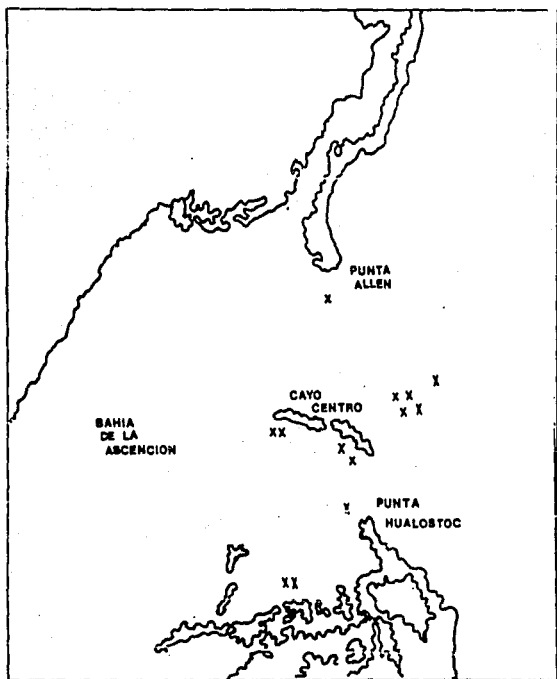 PUNTA
ALLEN
X
X
X X
X X
CAYO
CENTRO
X X
X
X
BAHIA
DE LA
ASCENCION
X
PUNTA
HUALOSTOC
X X